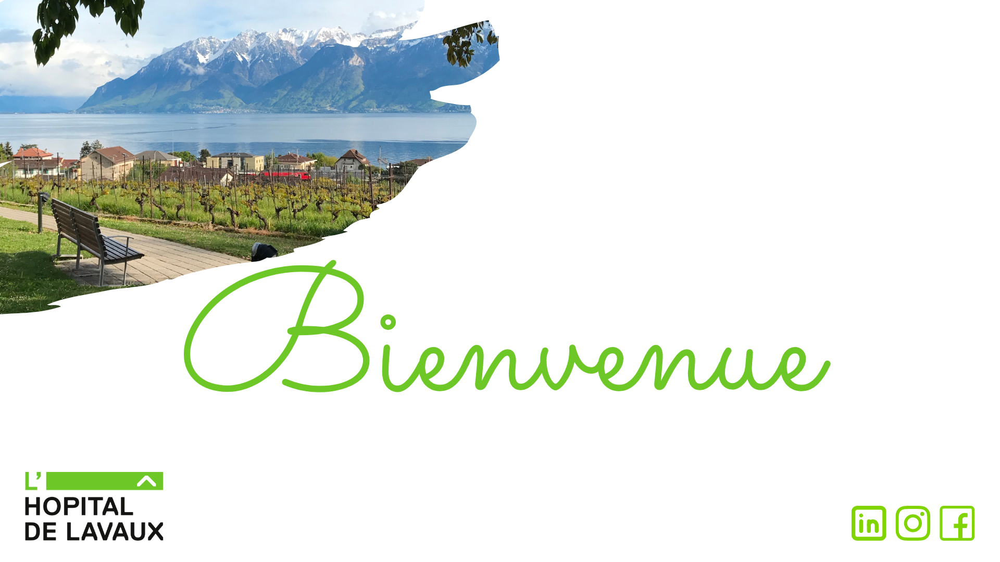 Bienvenue
L'
HOPITAL
DE LAVAUX
in
f